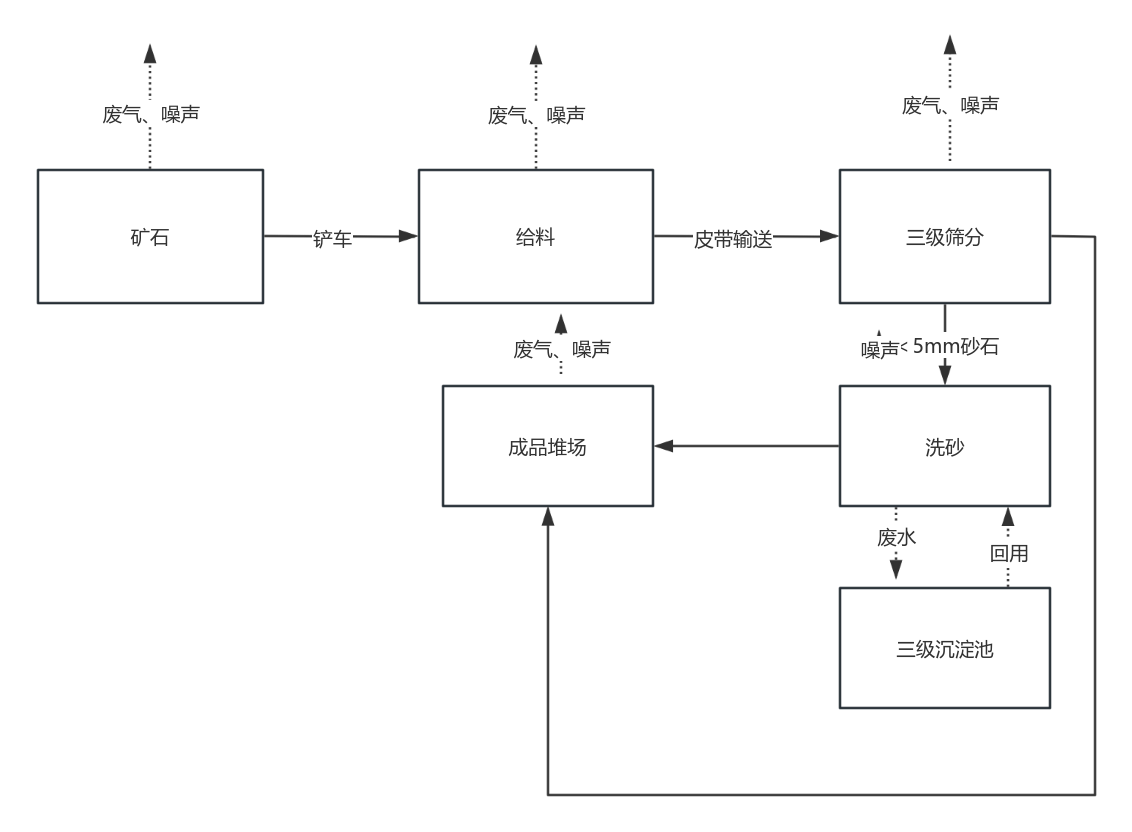 废气、噪声
废气、噪声
废气、噪声
矿石
铲车
给料
皮带输送
三级筛分
废气、噪声
噪声
< 5mm砂石
成品堆场
洗砂
废水
回用
三级沉淀池